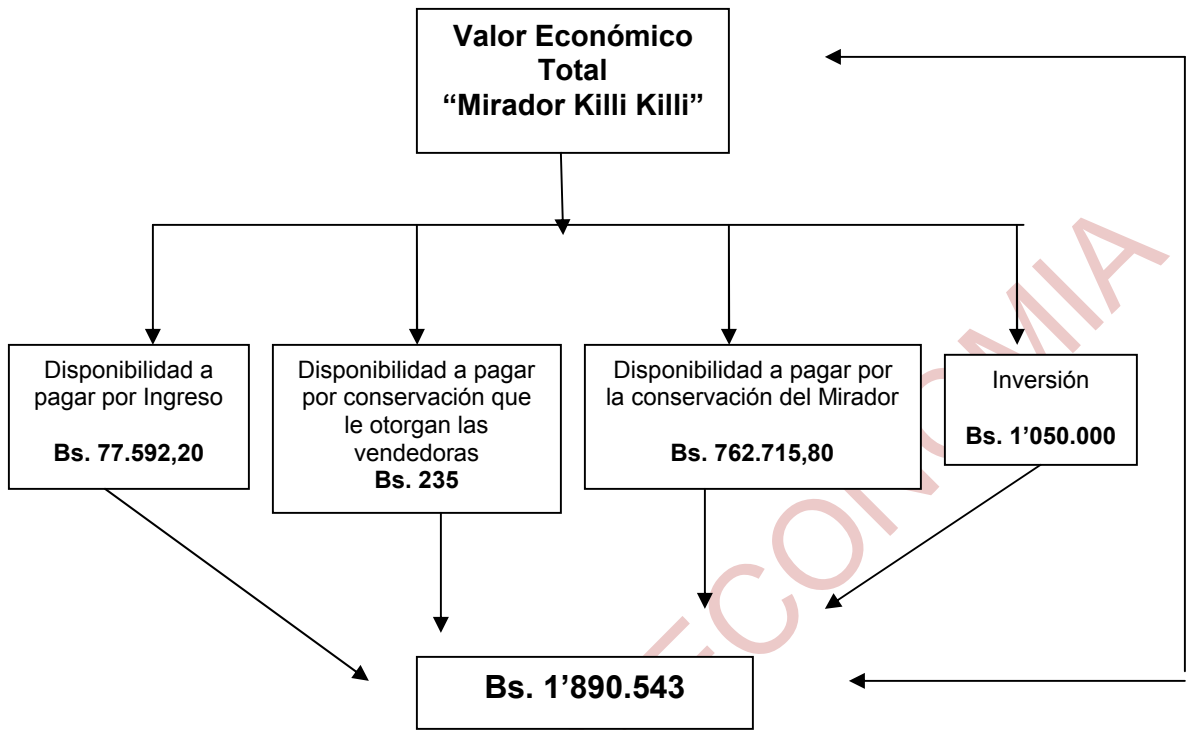 Valor Económico
Total
“Mirador Killi Killi”
Disponibilidad a
pagar por Ingreso
Bs. 77.592,20
Disponibilidad a pagar
por conservación que
le otorgan las
vendedoras
Bs. 235
Disponibilidad a pagar por
la conservación del Mirador
Bs. 762.715,80
Inversión
Bs. 1’050.000
Bs. 1’890.543
ECONOMIA